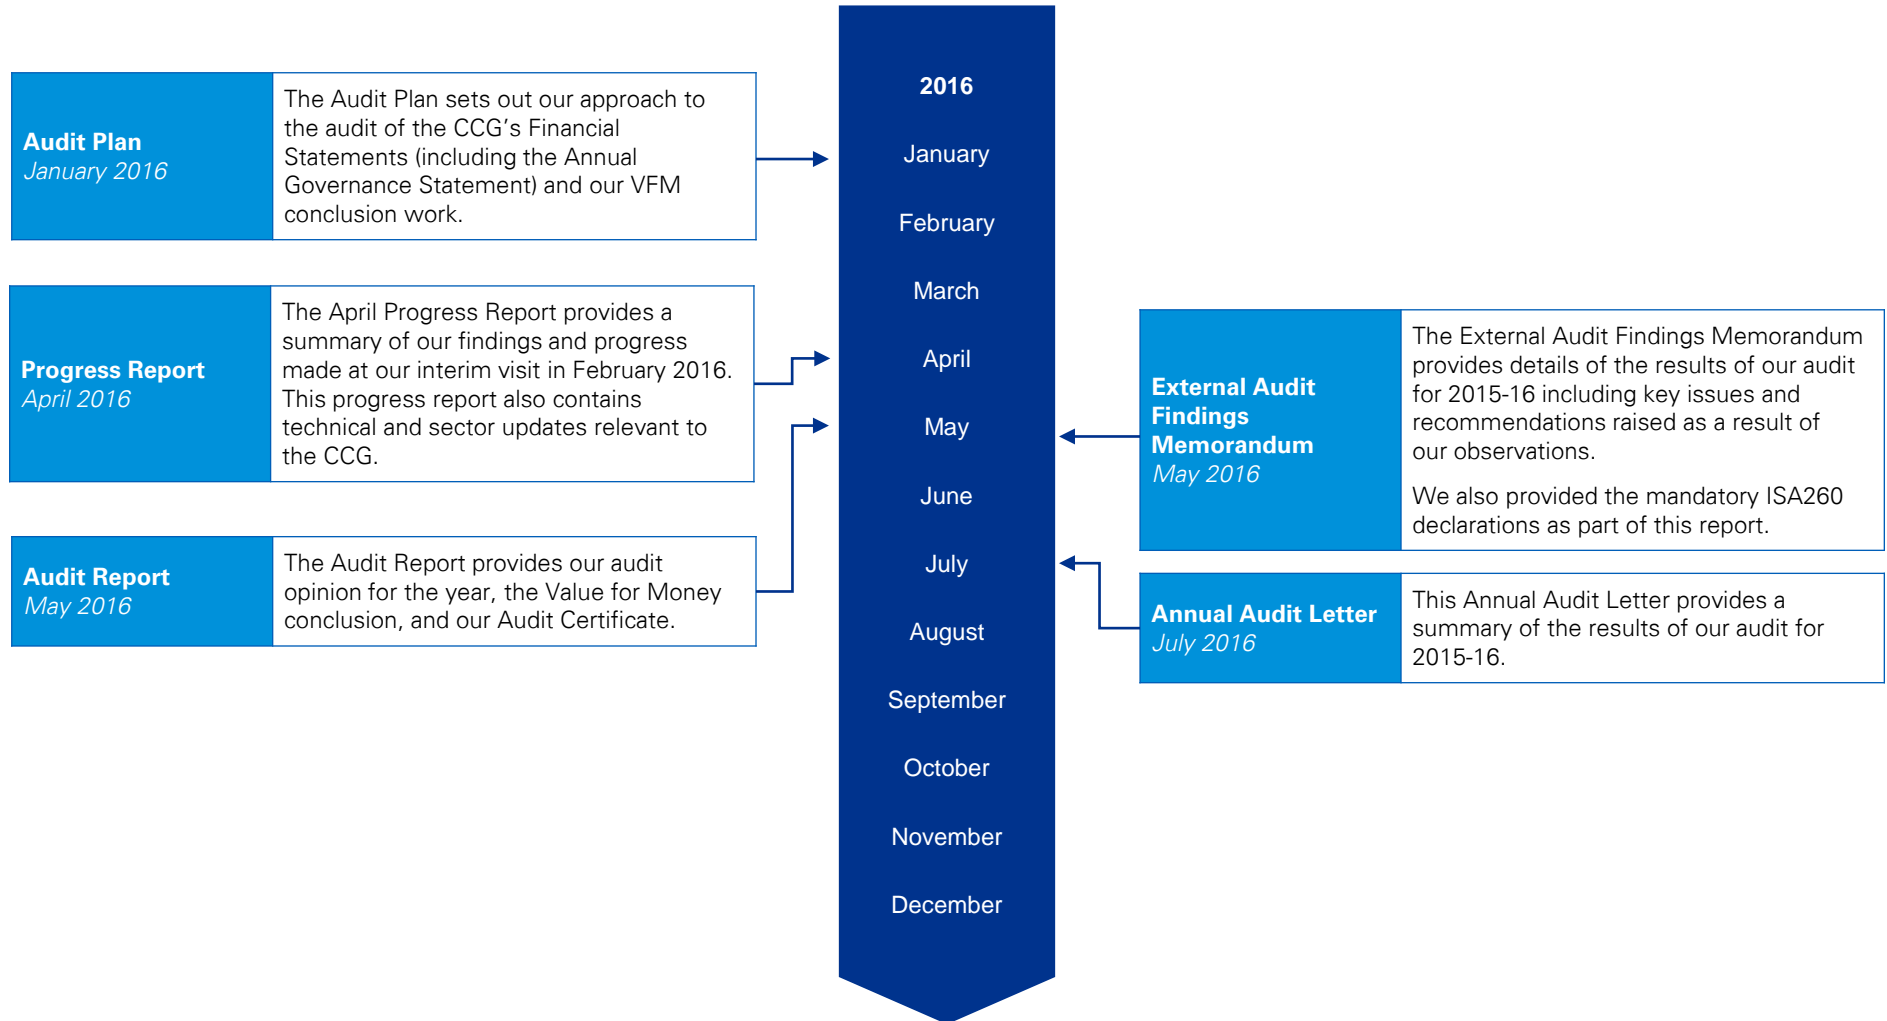 Audit Plan
January 2016
The Audit Plan sets out our approach to
the audit of the CCG's Financial
Statements (including the Annual
Governance Statement) and our VFM
conclusion work.
Progress Report
April 2016
The April Progress Report provides a
summary of our findings and progress
made at our interim visit in February 2016.
This progress report also contains
technical and sector updates relevant to
the CCG.
Audit Report
May 2016
The Audit Report provides our audit
opinion for the year, the Value for Money
conclusion, and our Audit Certificate.
2016
January
February
March
April
May
June
July
August
September
October
November
December
External Audit
Findings
Memorandum
May 2016
The External Audit Findings Memorandum
provides details of the results of our audit
for 2015-16 including key issues and
recommendations raised as a result of
our observations.
We also provided the mandatory ISA260
declarations as part of this report.
Annual Audit Letter
July 2016
This Annual Audit Letter provides a
summary of the results of our audit for
2015-16.